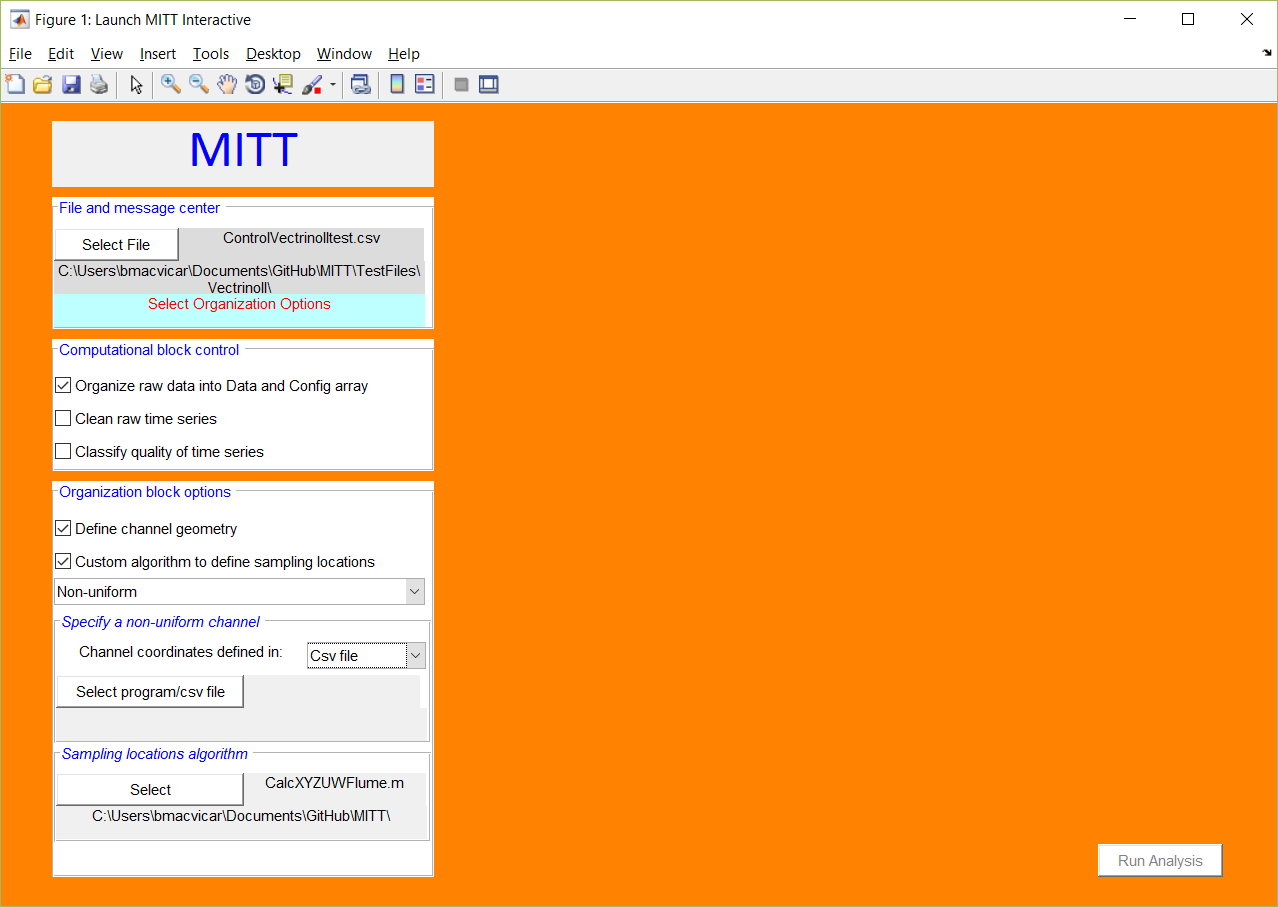 Figure 1: Launch MITT Interactive
File Edit View Insert Tools Desktop Window Help
MITT
File and message center
Select File
ControlVectrinoIItest.csv
C:\Users\bmacvicar\Documents\GitHub\MITT\TestFiles\
VectrinoII\
Select Organization Options
Computational block control
Organize raw data into Data and Config array
Clean raw time series
Classify quality of time series
Organization block options
Define channel geometry
Custom algorithm to define sampling locations
Non-uniform
Specify a non-uniform channel
Channel coordinates defined in:
Csv file
Select program/csv file
Sampling locations algorithm
Select
CalcXYZUWFlume.m
C:\Users\bmacvicar\Documents\GitHub\MITT\
Run Analysis